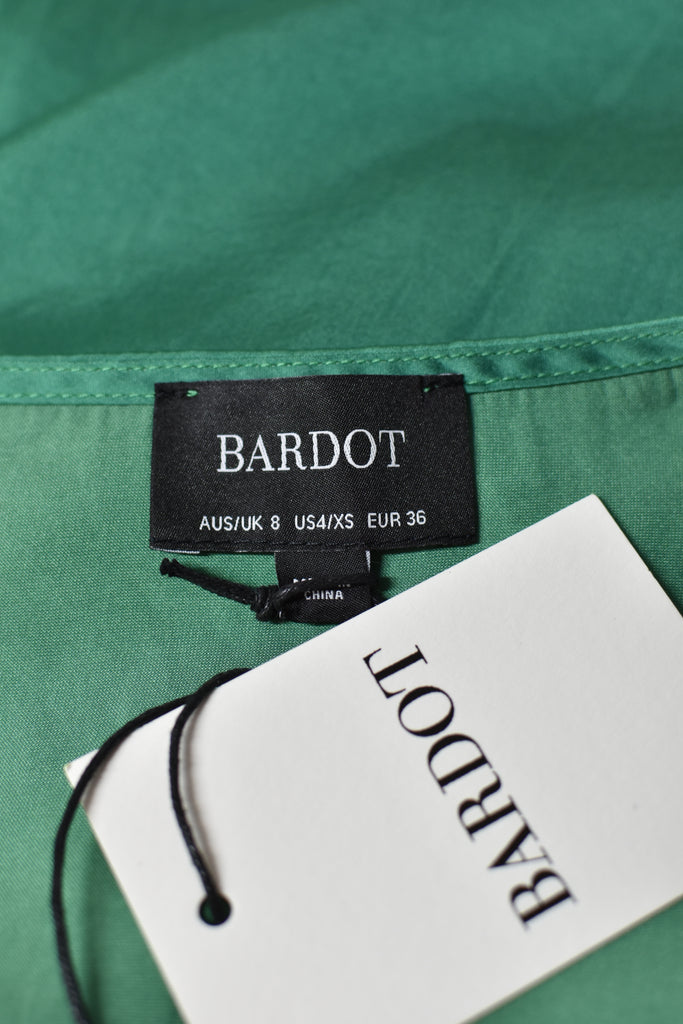 BARDOT
AUS/UK 8 US4/XS EUR 36
CHINA
BARDOT